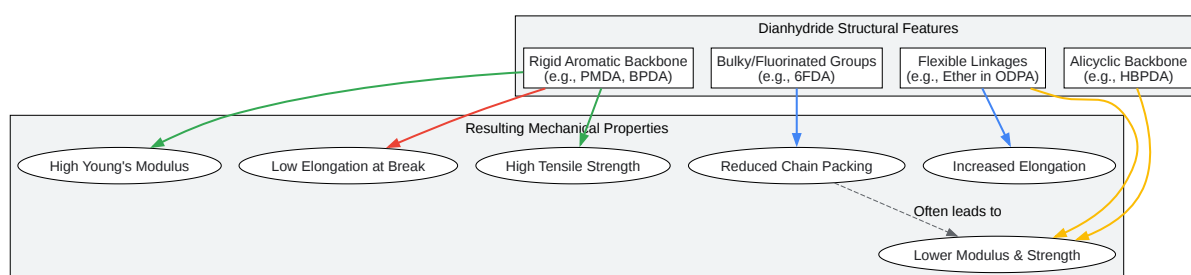 Dianhydride Structural Features
Rigid Aromatic Backbone
(e.g., PMDA, BPDA)
Bulky/Fluorinated Groups
(e.g., 6FDA)
Flexible Linkages
(e.g., Ether in ODPA)
Alicyclic Backbone
(e.g., HBPDA)
Resulting Mechanical Properties
High Young's Modulus
Low Elongation at Break
High Tensile Strength
Reduced Chain Packing
Increased Elongation
Often leads to
Lower Modulus & Strength